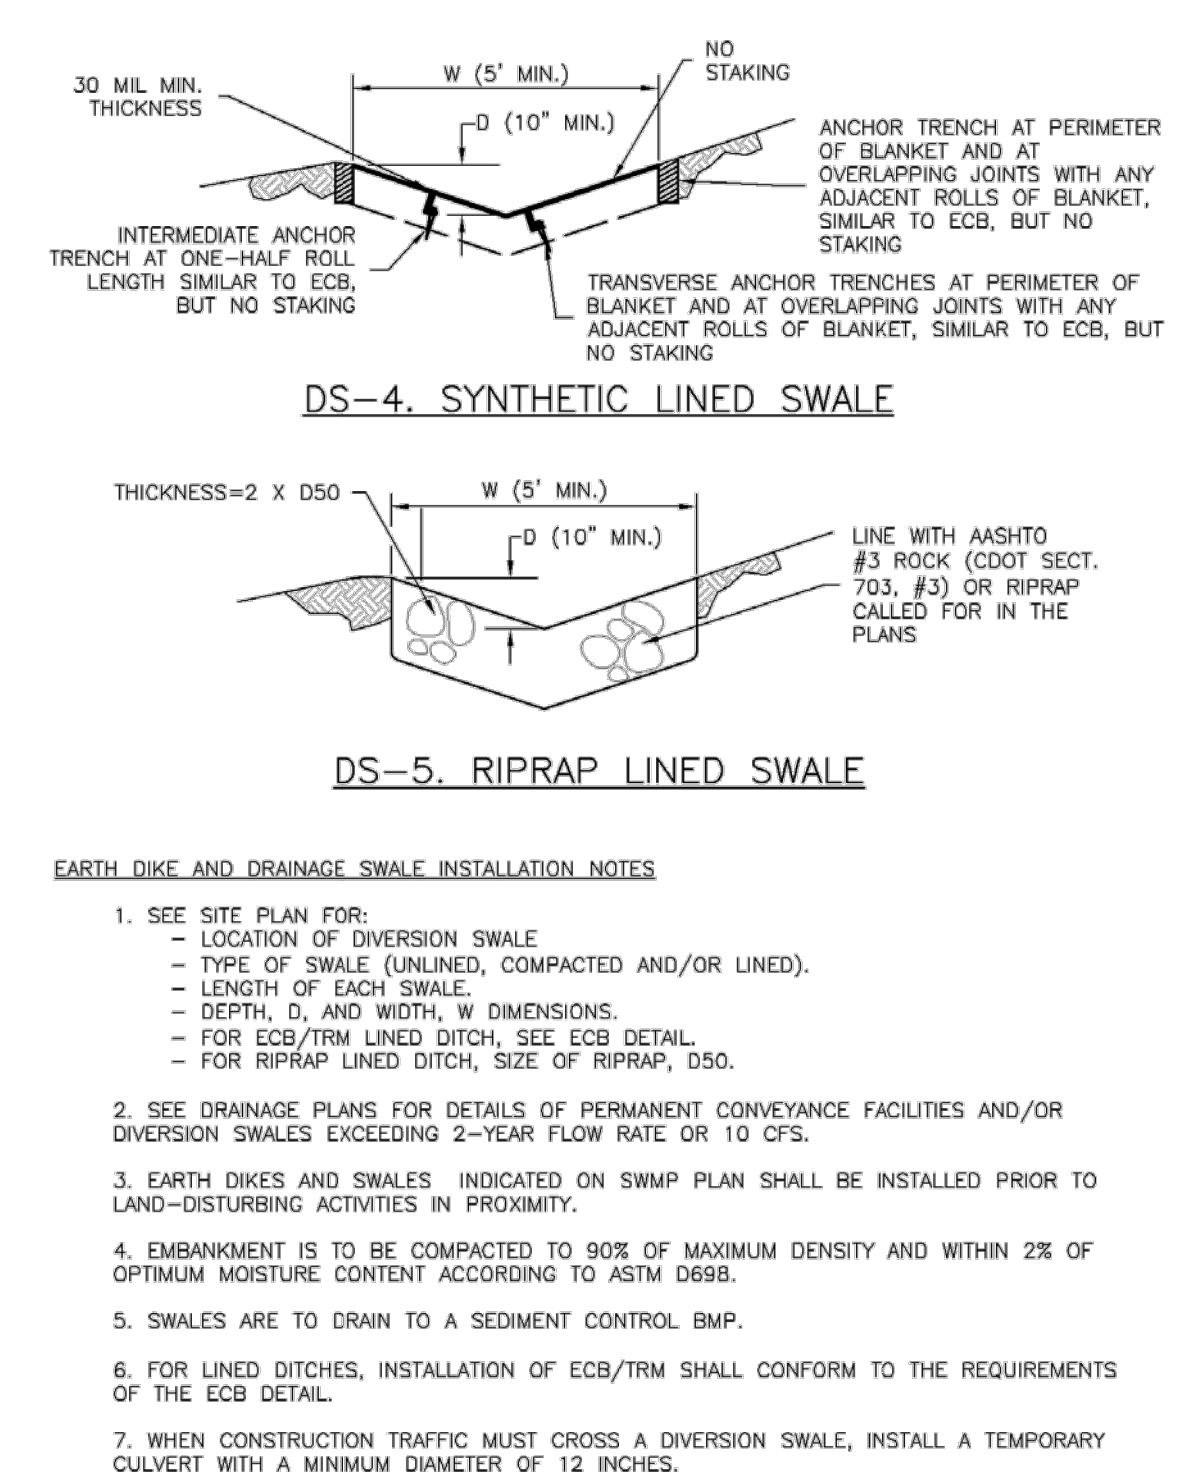 30 MIL MIN.
THICKNESS
W (5' MIN.)
D (10" MIN.)
NO
STAKING
ANCHOR TRENCH AT PERIMETER
OF BLANKET AND AT
OVERLAPPING JOINTS WITH ANY
ADJACENT ROLLS OF BLANKET,
SIMILAR TO ECB, BUT NO
STAKING
INTERMEDIATE ANCHOR
TRENCH AT ONE-HALF ROLL
LENGTH SIMILAR TO ECB,
BUT NO STAKING
TRANSVERSE ANCHOR TRENCHES AT PERIMETER OF
BLANKET AND AT OVERLAPPING JOINTS WITH ANY
ADJACENT ROLLS OF BLANKET, SIMILAR TO ECB, BUT
NO STAKING
DS-4. SYNTHETIC LINED SWALE
THICKNESS=2 X D50
W (5' MIN.)
D (10" MIN.)
LINE WITH AASHTO
#3 ROCK (CDOT SECT.
703, #3) OR RIPRAP
CALLED FOR IN THE
PLANS
DS-5. RIPRAP LINED SWALE
EARTH DIKE AND DRAINAGE SWALE INSTALLATION NOTES
1. SEE SITE PLAN FOR:
- LOCATION OF DIVERSION SWALE
- TYPE OF SWALE (UNLINED, COMPACTED AND/OR LINED).
- LENGTH OF EACH SWALE.
- DEPTH, D, AND WIDTH, W DIMENSIONS.
- FOR ECB/TRM LINED DITCH, SEE ECB DETAIL.
- FOR RIPRAP LINED DITCH, SIZE OF RIPRAP, D50.
2. SEE DRAINAGE PLANS FOR DETAILS OF PERMANENT CONVEYANCE FACILITIES AND/OR
DIVERSION SWALES EXCEEDING 2-YEAR FLOW RATE OR 10 CFS.
3. EARTH DIKES AND SWALES INDICATED ON SWMP PLAN SHALL BE INSTALLED PRIOR TO
LAND-DISTURBING ACTIVITIES IN PROXIMITY.
4. EMBANKMENT IS TO BE COMPACTED TO 90% OF MAXIMUM DENSITY AND WITHIN 2% OF
OPTIMUM MOISTURE CONTENT ACCORDING TO ASTM D698.
5. SWALES ARE TO DRAIN TO A SEDIMENT CONTROL BMP.
6. FOR LINED DITCHES, INSTALLATION OF ECB/TRM SHALL CONFORM TO THE REQUIREMENTS
OF THE ECB DETAIL.
7. WHEN CONSTRUCTION TRAFFIC MUST CROSS A DIVERSION SWALE, INSTALL A TEMPORARY
CULVERT WITH A MINIMUM DIAMETER OF 12 INCHES.